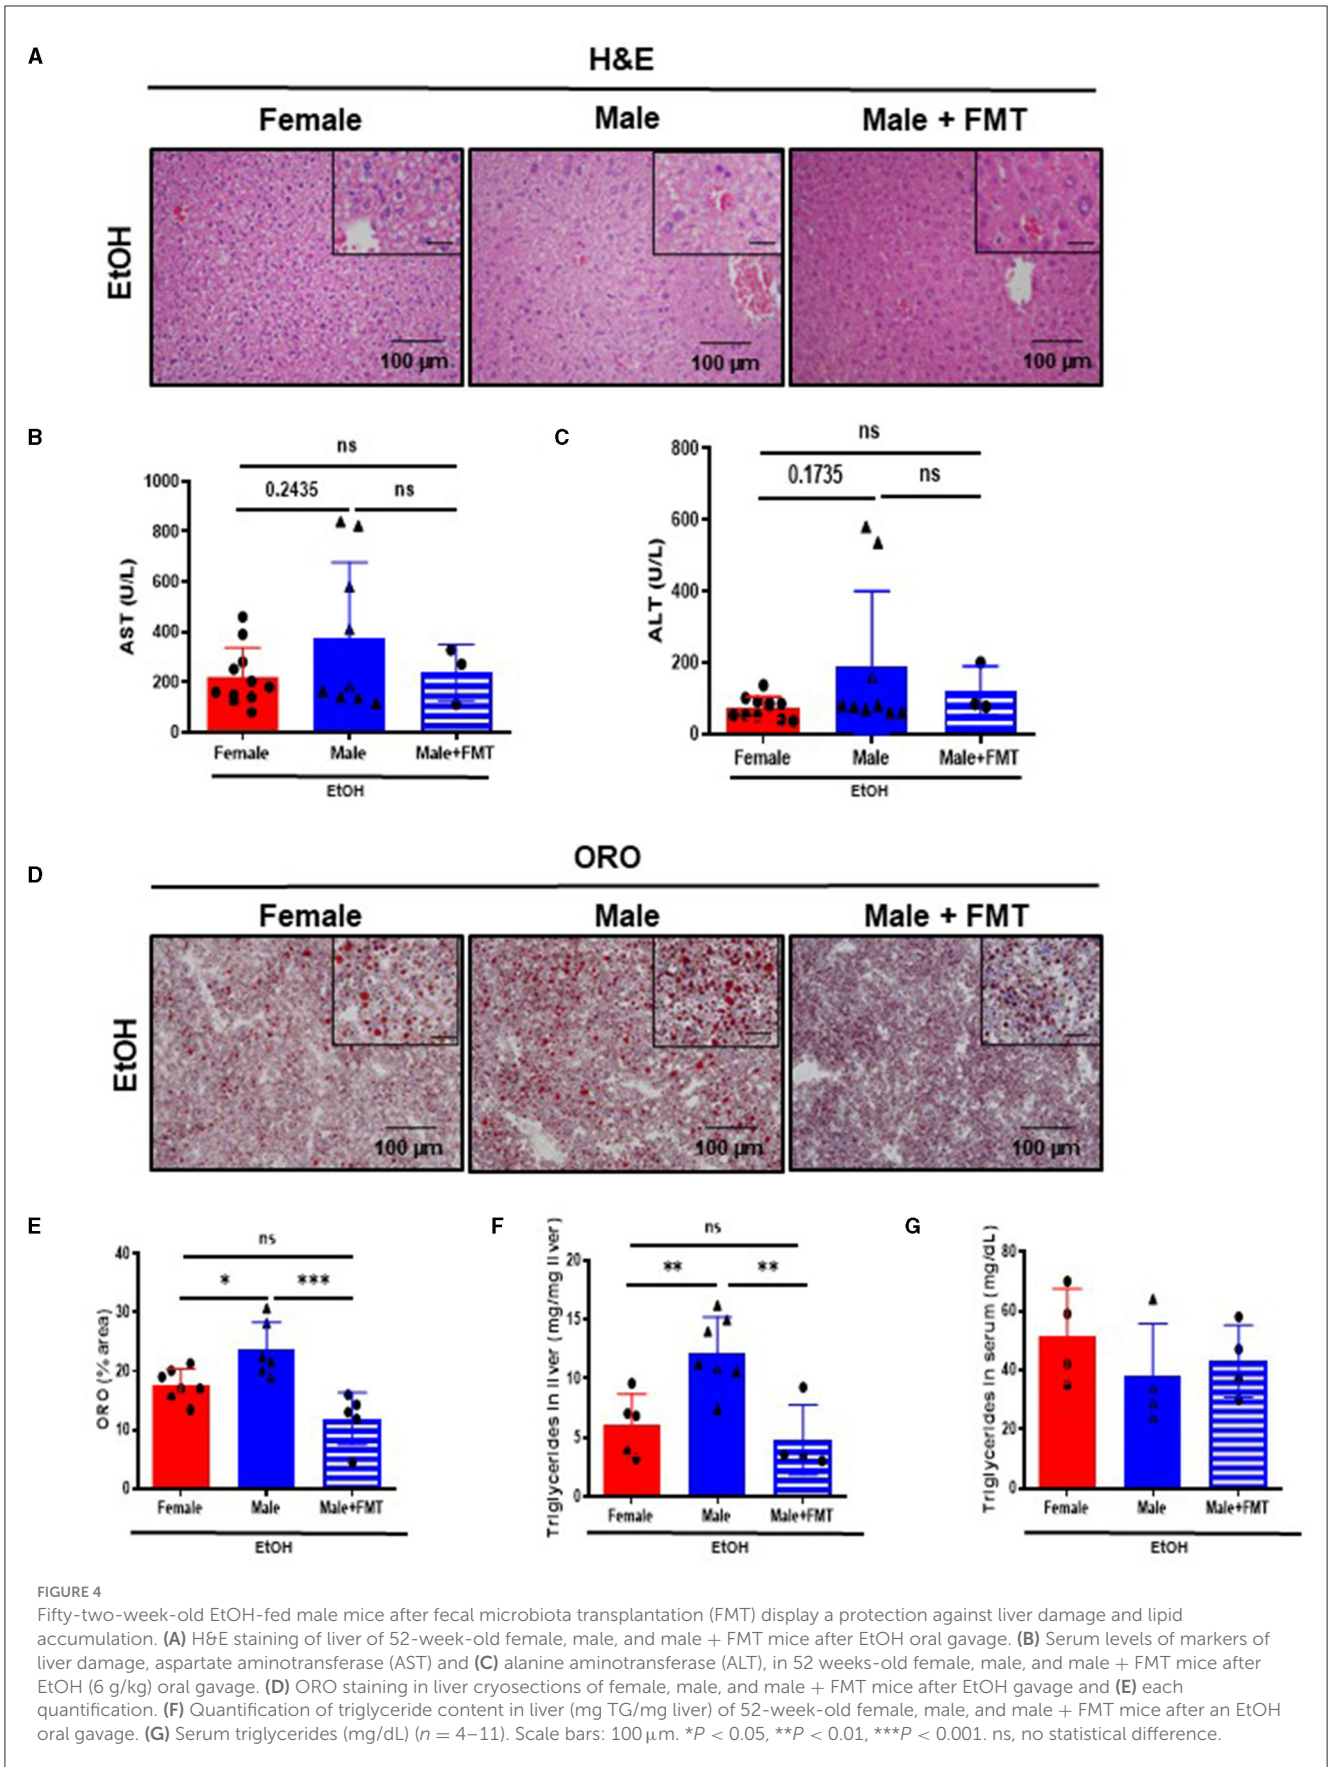 A
H&E
Female
Male
Male + FMT
EtOH
100 µm
100 µm
100 µm
B
ns
0.2435
ns
1000
800
600
400
200
0
AST (U/L)
Female
Male
Male+FMT
EtOH
C
ns
0.1735
ns
800
600
400
200
0
ALT (U/L)
Female
Male
Male+FMT
EtOH
D
ORO
Female
Male
Male + FMT
EtOH
100 µm
100 µm
100 µm
E
ns
*
***
40
30
20
10
0
ORO (% area)
Female
Male
Male+FMT
EtOH
F
ns
**
**
20
15
10
5
0
Triglycerides in liver (mg/mg liver)
Female
Male
Male+FMT
EtOH
G
80
60
40
20
0
Triglycerides in serum (mg/dL)
Female
Male
Male+FMT
EtOH
FIGURE 4
Fifty-two-week-old EtOH-fed male mice after fecal microbiota transplantation (FMT) display a protection against liver damage and lipid
accumulation. (A) H&E staining of liver of 52-week-old female, male, and male + FMT mice after EtOH oral gavage. (B) Serum levels of markers of
liver damage, aspartate aminotransferase (AST) and (C) alanine aminotransferase (ALT), in 52 weeks-old female, male, and male + FMT mice after
EtOH (6 g/kg) oral gavage. (D) ORO staining in liver cryosections of female, male, and male + FMT mice after EtOH gavage and (E) each
quantification. (F) Quantification of triglyceride content in liver (mg TG/mg liver) of 52-week-old female, male, and male + FMT mice after an EtOH
oral gavage. (G) Serum triglycerides (mg/dL) (n = 4–11). Scale bars: 100 µm. *P < 0.05, **P < 0.01, ***P < 0.001. ns, no statistical difference.